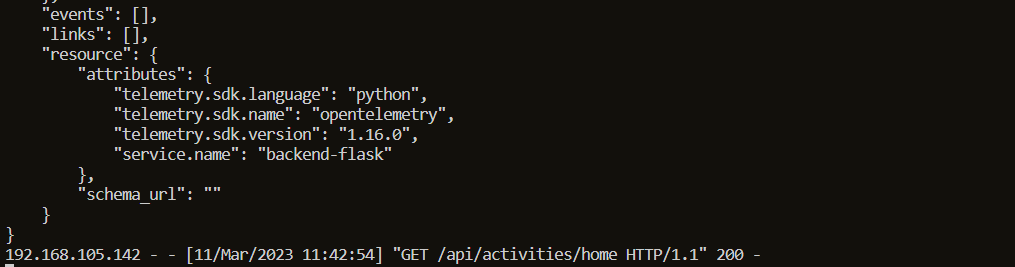 },
"events": [],
"links": [],
"resource": {
"attributes": {
"telemetry.sdk.language": "python",
"telemetry.sdk.name": "opentelemetry",
"telemetry.sdk.version": "1.16.0",
"service.name": "backend-flask"
},
"schema_url": ""
}
}
192.168.105.142 - - [11/Mar/2023 11:42:54] "GET /api/activities/home HTTP/1.1" 200 -